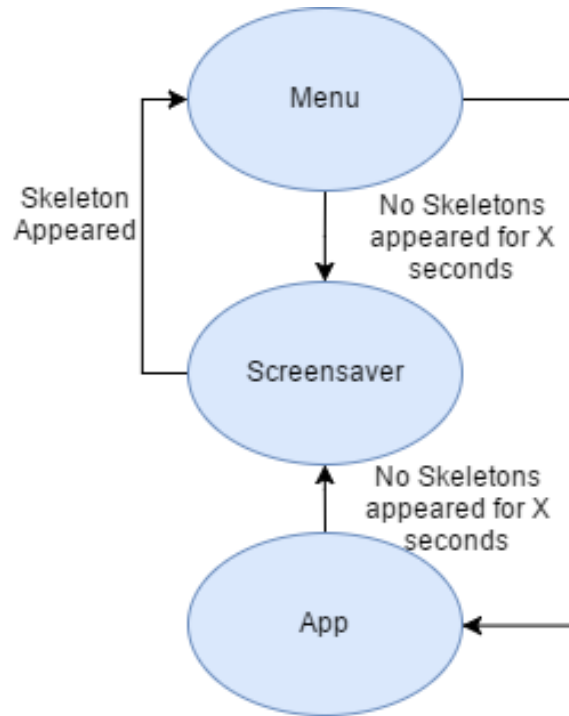 Menu
Skeleton
Appeared
No Skeletons
appeared for X
seconds
Screensaver
No Skeletons
appeared for X
seconds
App